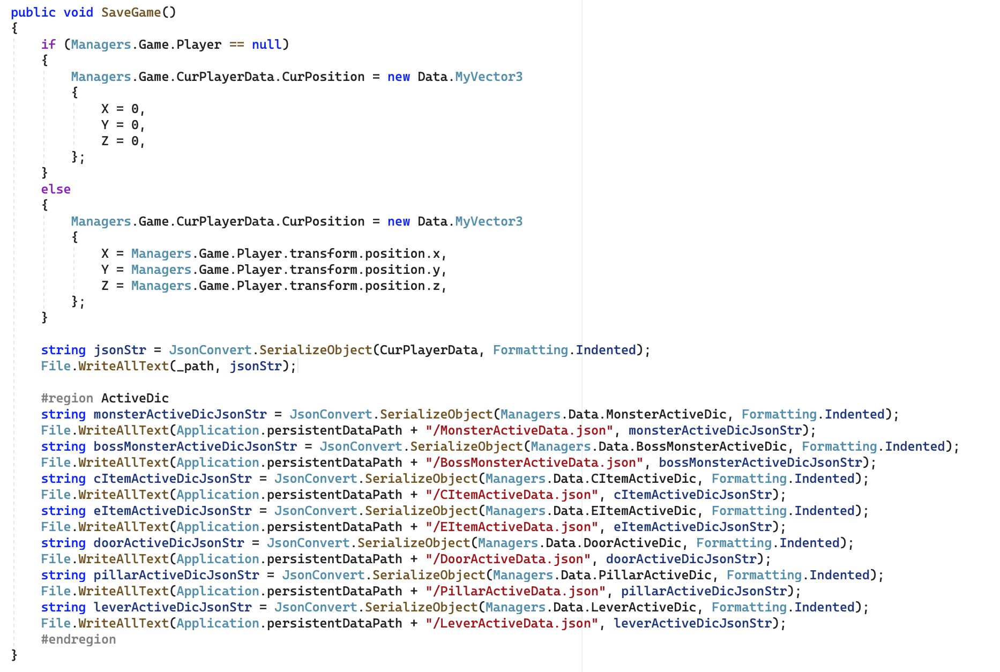 public void SaveGame()
{
    if (Managers.Game.Player == null)
    {
        Managers.Game.CurPlayerData.CurPosition = new Data.MyVector3
        {
            X = 0,
            Y = 0,
            Z = 0,
        };
    }
    else
    {
        Managers.Game.CurPlayerData.CurPosition = new Data.MyVector3
        {
            X = Managers.Game.Player.transform.position.x,
            Y = Managers.Game.Player.transform.position.y,
            Z = Managers.Game.Player.transform.position.z,
        };
    }

    string jsonStr = JsonConvert.SerializeObject(CurPlayerData, Formatting.Indented);
    File.WriteAllText(_path, jsonStr);

    #region ActiveDic
    string monsterActiveDicJsonStr = JsonConvert.SerializeObject(Managers.Data.MonsterActiveDic, Formatting.Indented);
    File.WriteAllText(Application.persistentDataPath + "/MonsterActiveData.json", monsterActiveDicJsonStr);
    string bossMonsterActiveDicJsonStr = JsonConvert.SerializeObject(Managers.Data.BossMonsterActiveDic, Formatting.Indented);
    File.WriteAllText(Application.persistentDataPath + "/BossMonsterActiveData.json", bossMonsterActiveDicJsonStr);
    string cItemActiveDicJsonStr = JsonConvert.SerializeObject(Managers.Data.CItemActiveDic, Formatting.Indented);
    File.WriteAllText(Application.persistentDataPath + "/CItemActiveData.json", cItemActiveDicJsonStr);
    string eItemActiveDicJsonStr = JsonConvert.SerializeObject(Managers.Data.EItemActiveDic, Formatting.Indented);
    File.WriteAllText(Application.persistentDataPath + "/EItemActiveData.json", eItemActiveDicJsonStr);
    string doorActiveDicJsonStr = JsonConvert.SerializeObject(Managers.Data.DoorActiveDic, Formatting.Indented);
    File.WriteAllText(Application.persistentDataPath + "/DoorActiveData.json", doorActiveDicJsonStr);
    string pillarActiveDicJsonStr = JsonConvert.SerializeObject(Managers.Data.PillarActiveDic, Formatting.Indented);
    File.WriteAllText(Application.persistentDataPath + "/PillarActiveData.json", pillarActiveDicJsonStr);
    string leverActiveDicJsonStr = JsonConvert.SerializeObject(Managers.Data.LeverActiveDic, Formatting.Indented);
    File.WriteAllText(Application.persistentDataPath + "/LeverActiveData.json", leverActiveDicJsonStr);
    #endregion
}